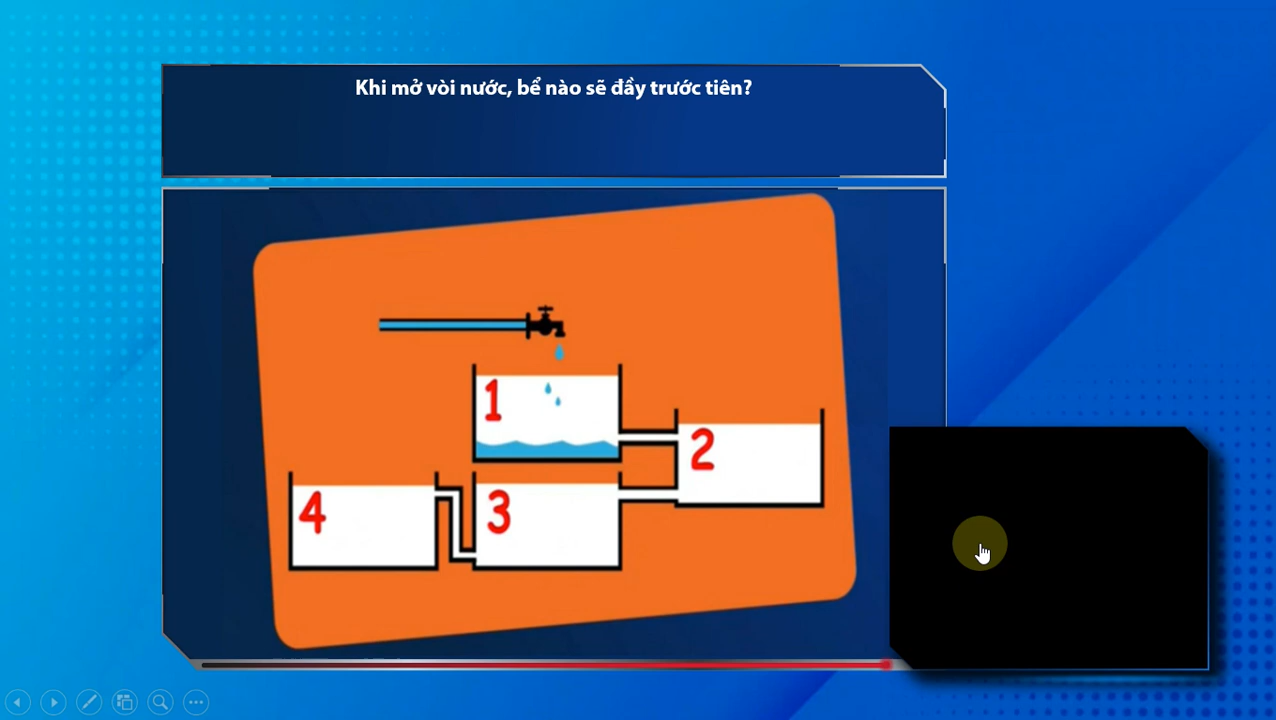 Khi mở vòi nước, bể nào sẽ đầy trước tiên?
1
2
4
3